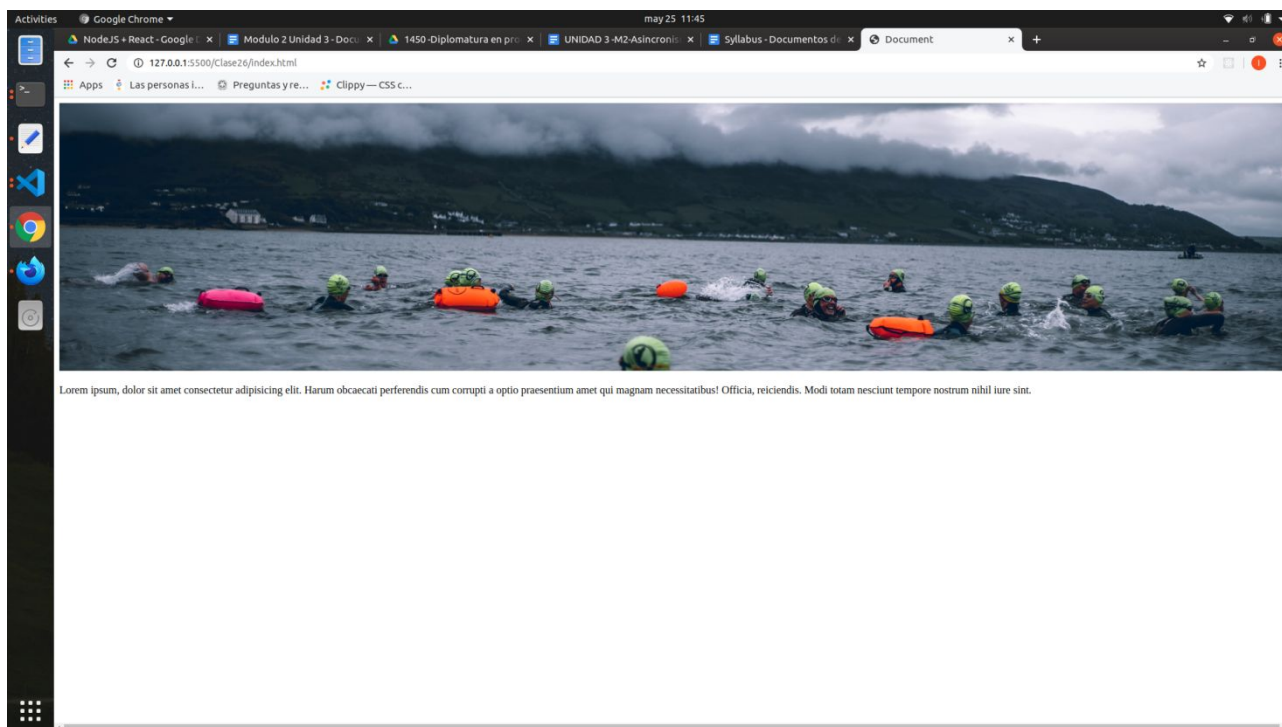 Activities Google Chrome may 25 11:45
NodeJS + React - Google D Modulo 2 Unidad 3 - Docu 1450 -Diplomatura en pro UNIDAD 3 -M2-Asincronis Syllabus - Documentos de Document
127.0.0.1:5500/Clase26/index.html
Apps Las personas i... Preguntas y re... Clippy — CSS c...
Lorem ipsum, dolor sit amet consectetur adipisicing elit. Harum obcaecati perferendis cum corrupti a optio praesentium amet qui magnam necessitatibus! Officia, reiciendis. Modi totam nesciunt tempore nostrum nihil iure sint.